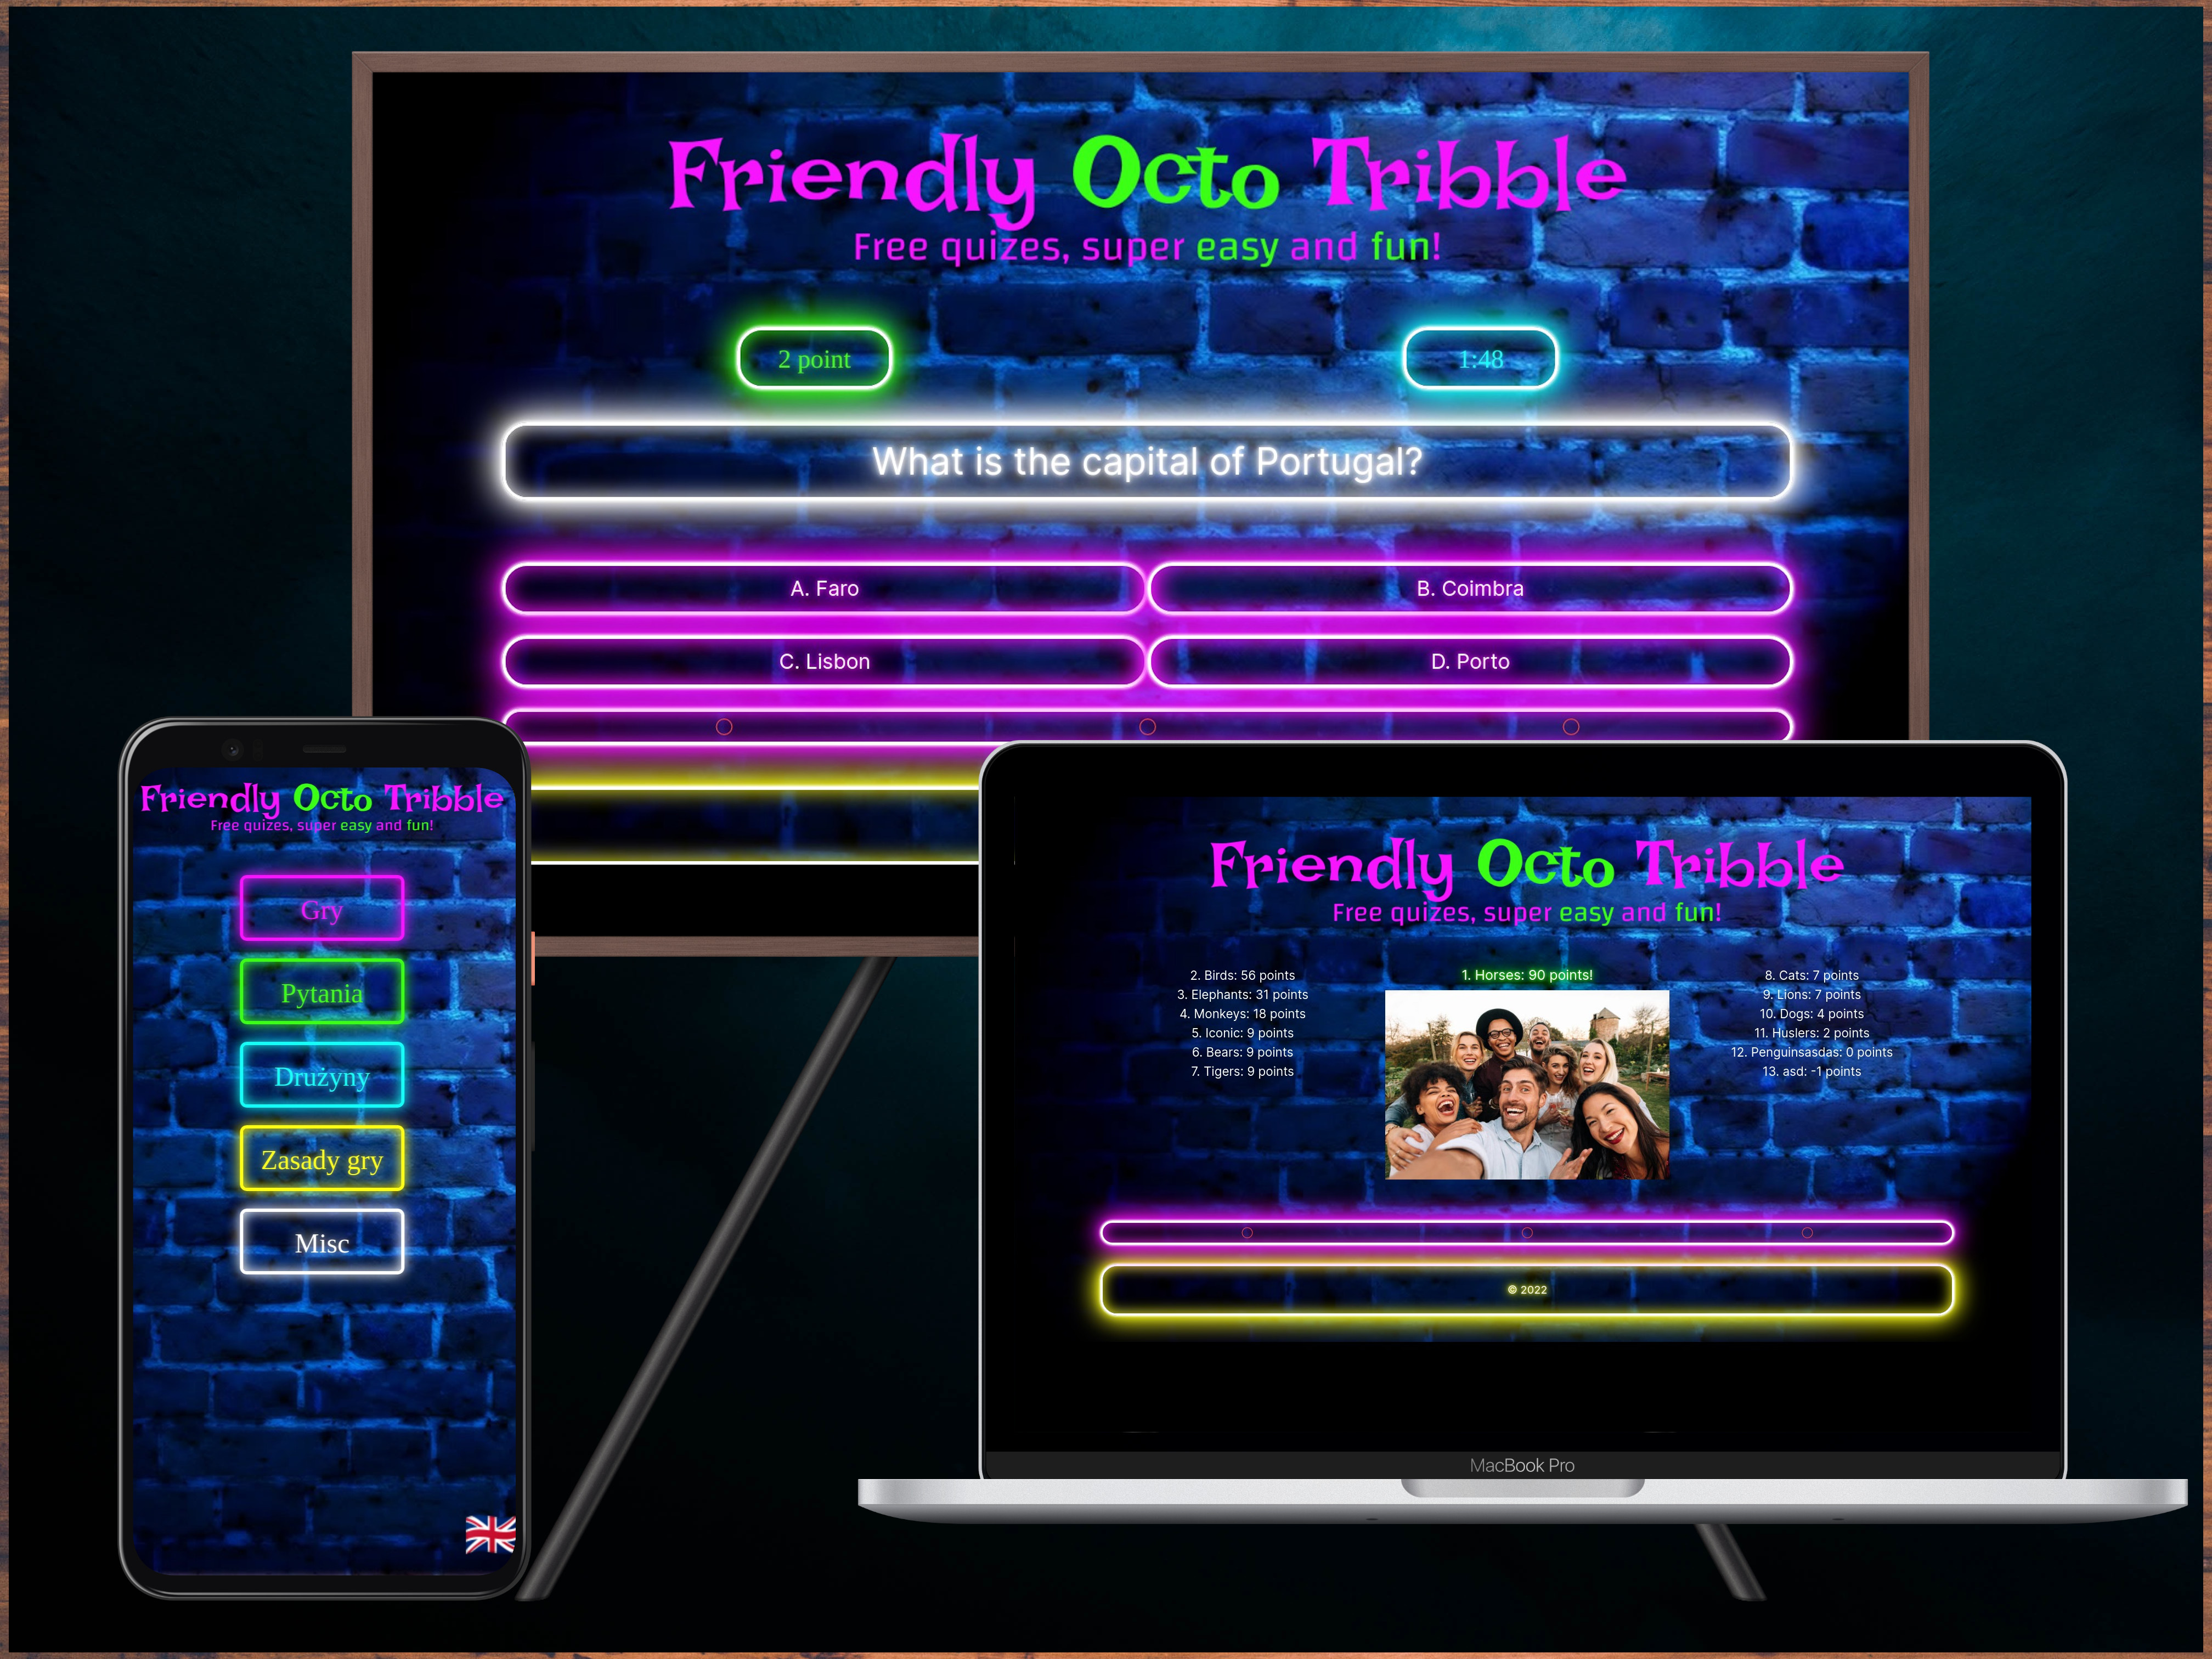 Friendly Octo Tribble
Free quizes, super easy and fun!
2 point
1:48
What is the capital of Portugal?
A. Faro
B. Coimbra
C. Lisbon
D. Porto
Friendly Octo Tribble
Free quizes, super easy and fun!
Gry
Pytania
Drużyny
Zasady gry
Misc
Friendly Octo Tribble
Free quizes, super easy and fun!
2. Birds: 56 points
3. Elephants: 31 points
4. Monkeys: 18 points
5. Iconic: 9 points
6. Bears: 9 points
7. Tigers: 9 points
1. Horses: 90 points!
8. Cats: 7 points
9. Lions: 7 points
10. Dogs: 4 points
11. Huslers: 2 points
12. Penguinsasdas: 0 points
13. asd: -1 points
© 2022
MacBook Pro